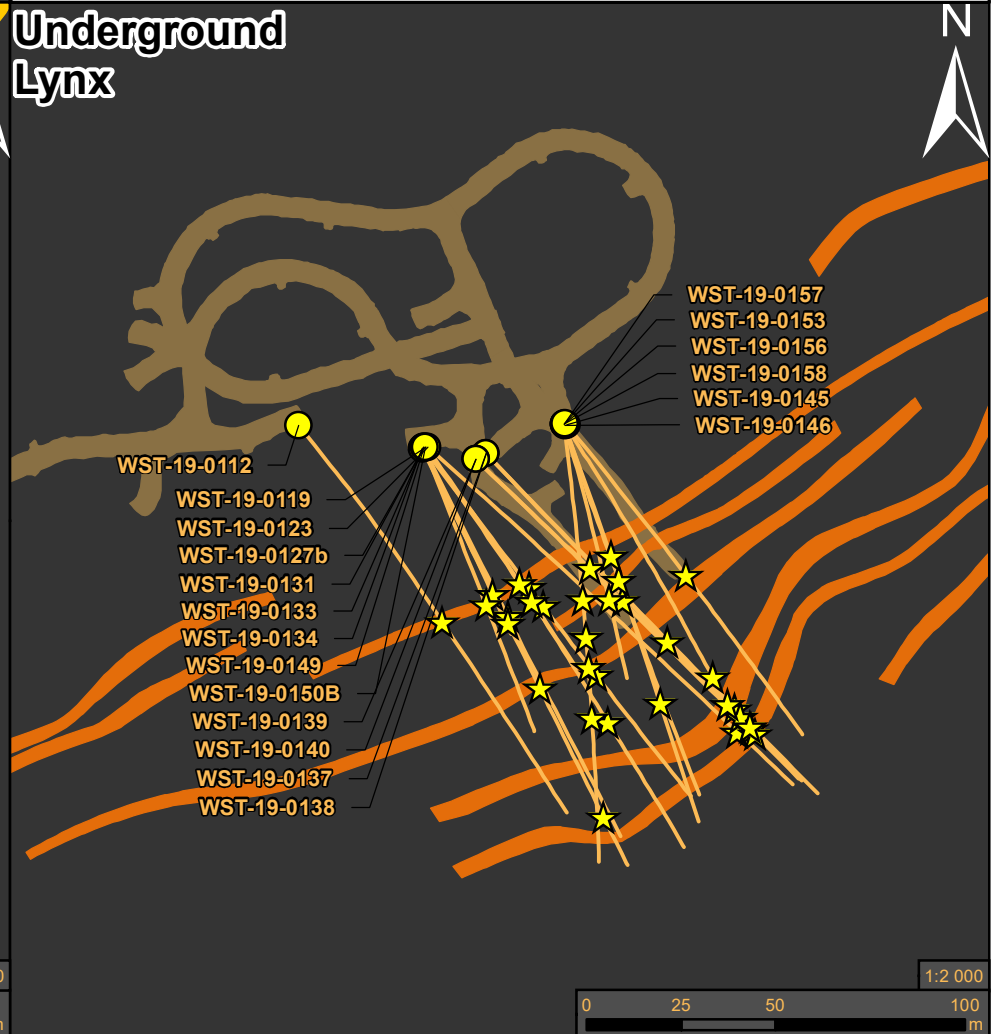 Underground
Lynx
N
WST-19-0157
WST-19-0153
WST-19-0156
WST-19-0158
WST-19-0145
WST-19-0146
WST-19-0112
WST-19-0119
WST-19-0123
WST-19-0127b
WST-19-0131
WST-19-0133
WST-19-0134
WST-19-0149
WST-19-0150B
WST-19-0139
WST-19-0140
WST-19-0137
WST-19-0138
0
1:2 000
0 25 50 100
m
m